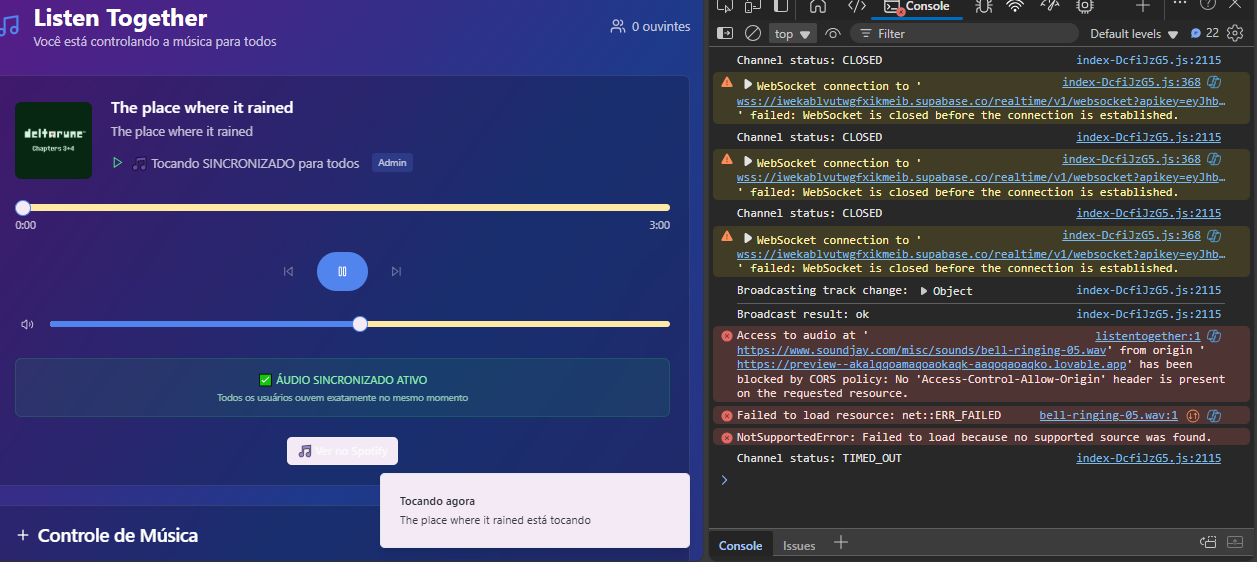 Listen Together
Você está controlando a música para todos
0 ouvintes
deltarune
Chapters 3+4
The place where it rained
The place where it rained
Tocando SINCRONIZADO para todos
Admin
0:00
3:00
ÁUDIO SINCRONIZADO ATIVO
Todos os usuários ouvem exatamente no mesmo momento
Ver no Spotify
Tocando agora
The place where it rained está tocando
+ Controle de Música
Console
top
Filter
Default levels
22
Channel status: CLOSED index-DcfiJzG5.js:2115
WebSocket connection to ' index-DcfiJzG5.js:368
wss://iwekablvutwgfxikmeib.supabase.co/realtime/v1/websocket?apikey=eyJhb…
' failed: WebSocket is closed before the connection is established.
Channel status: CLOSED index-DcfiJzG5.js:2115
WebSocket connection to ' index-DcfiJzG5.js:368
wss://iwekablvutwgfxikmeib.supabase.co/realtime/v1/websocket?apikey=eyJhb…
' failed: WebSocket is closed before the connection is established.
Channel status: CLOSED index-DcfiJzG5.js:2115
WebSocket connection to ' index-DcfiJzG5.js:368
wss://iwekablvutwgfxikmeib.supabase.co/realtime/v1/websocket?apikey=eyJhb…
' failed: WebSocket is closed before the connection is established.
Broadcasting track change: Object index-DcfiJzG5.js:2115
Broadcast result: ok index-DcfiJzG5.js:2115
Access to audio at ' listentogether:1
https://www.soundjay.com/misc/sounds/bell-ringing-05.wav' from origin '
https://preview--akalqqoamaqoaokaqk-aaqoqaoaqko.lovable.app' has been
blocked by CORS policy: No 'Access-Control-Allow-Origin' header is present
on the requested resource.
Failed to load resource: net::ERR_FAILED bell-ringing-05.wav:1
NotSupportedError: Failed to load because no supported source was found.
Channel status: TIMED_OUT index-DcfiJzG5.js:2115
Console
Issues